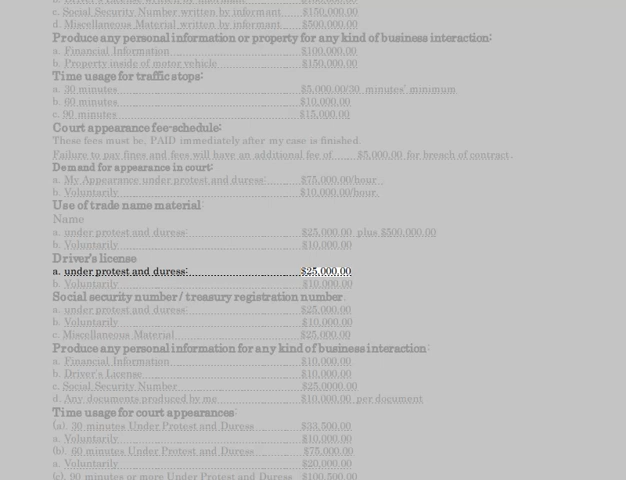 c. Social Security Number written by informant $150,000.00
d. Miscellaneous Material written by informant $500,000.00
Produce any personal information or property for any kind of business interaction:
a. Financial Information $100,000.00
b. Property inside of motor vehicle $150,000.00
Time usage for traffic stops:
a. 30 minutes $5,000.00/30 minutes' minimum
b. 60 minutes $10,000.00
c. 90 minutes $15,000.00
Court appearance fee-schedule:
These fees must be. PAID immediately after my case is finished.
Failure to pay fines and fees will have an additional fee of $5,000.00 for breach of contract.
Demand for appearance in court:
a. My Appearance under protest and duress: $75,000.00/hour
b. Voluntarily $10,000.00/hour.
Use of trade name material
Name
a. under protest and duress: $25,000.00 plus $500,000.00
b. Voluntarily $10,000.00
Driver's license
a. under protest and duress: $25,000.00
b. Voluntarily $10,000.00
Social security number / treasury registration number.
a. under protest and duress: $25,000.00
b. Voluntarily $10,000.00
c. Miscellaneous Material $25,000.00
Produce any personal information for any kind of business interaction:
a. Financial Information $10,000.00
b. Driver's License $10,000.00
c. Social Security Number $25,0000.00
d. Any documents produced by me $10,000.00 per document
Time usage for court appearances:
(a). 30 minutes Under Protest and Duress $33,500.00
a. Voluntarily $10,000.00
(b). 60 minutes Under Protest and Duress $75,000.00
a. Voluntarily $20,000.00
(c). 90 minutes or more Under Protest and Duress $100,500.00